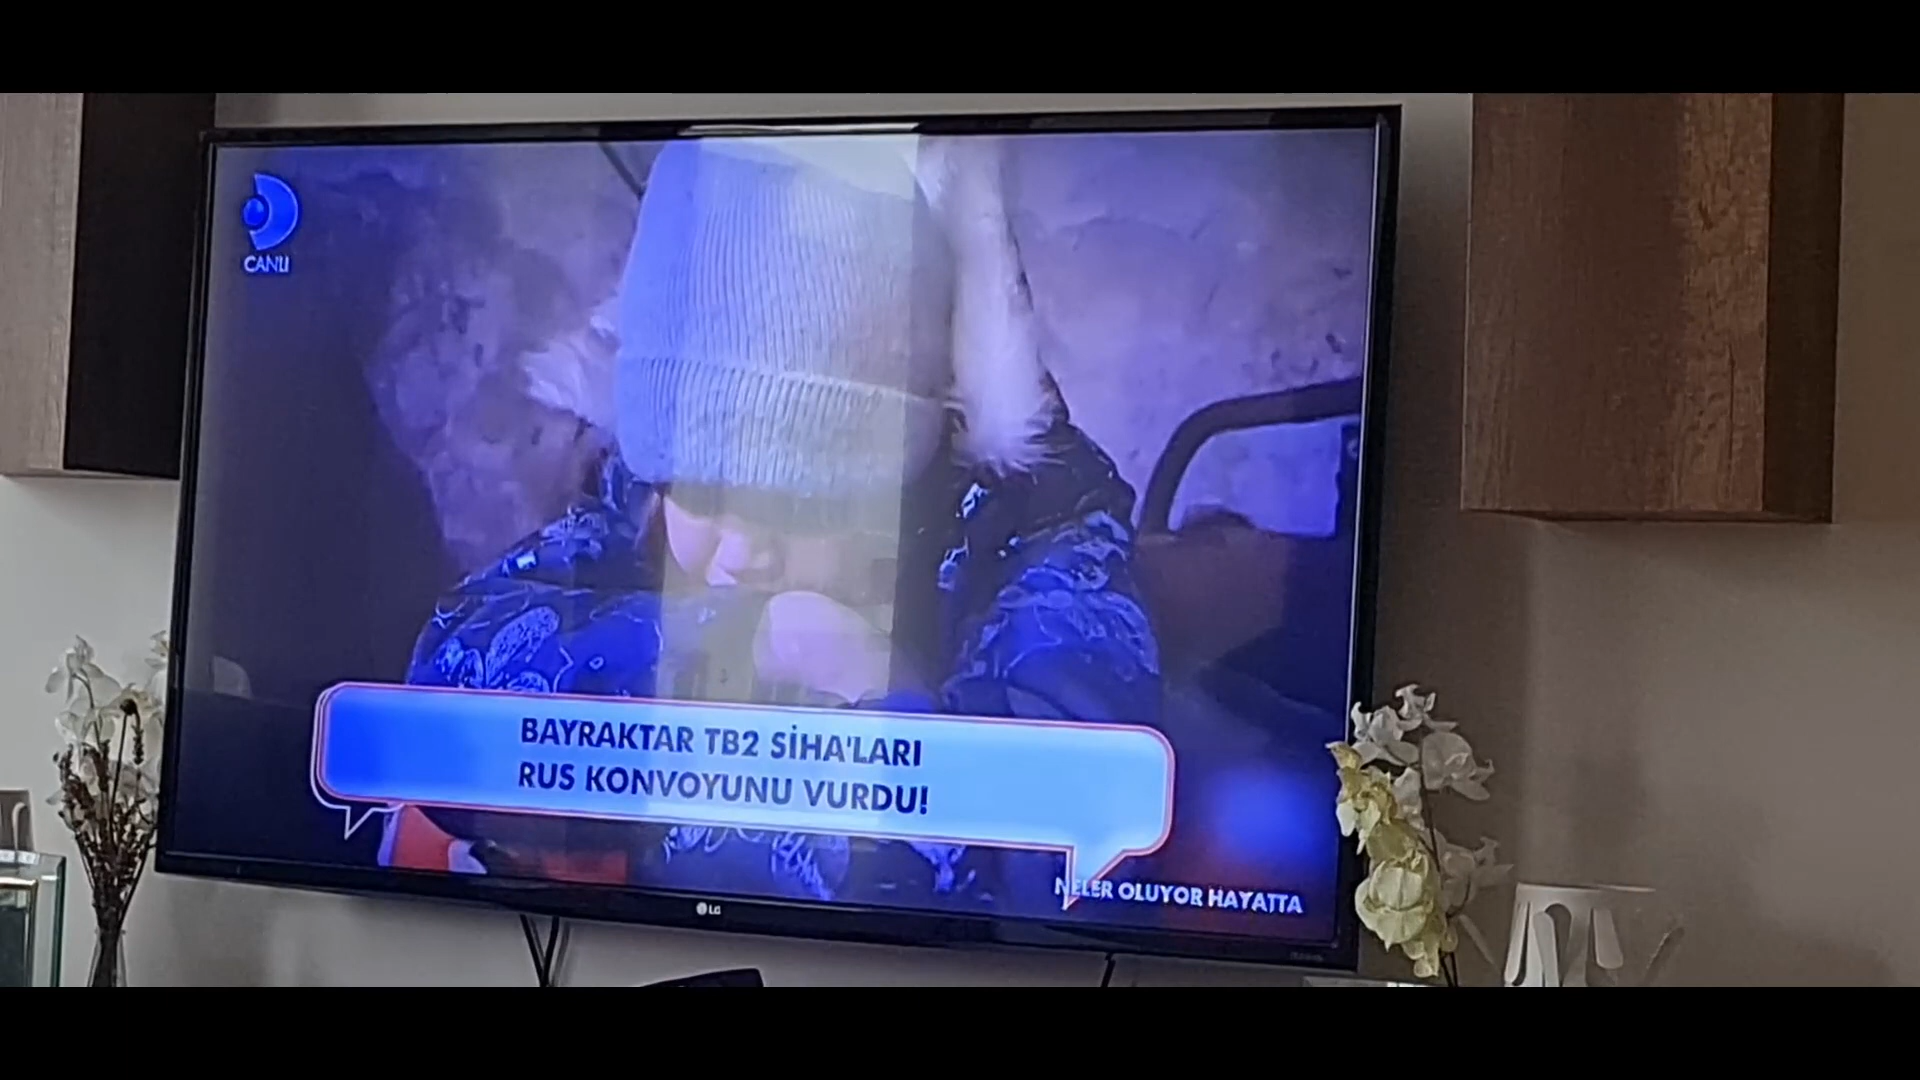 CANLI
BAYRAKTAR TB2 SİHA'LARI
RUS KONVOYUNU VURDU!
NELER OLUYOR HAYATTA
LG